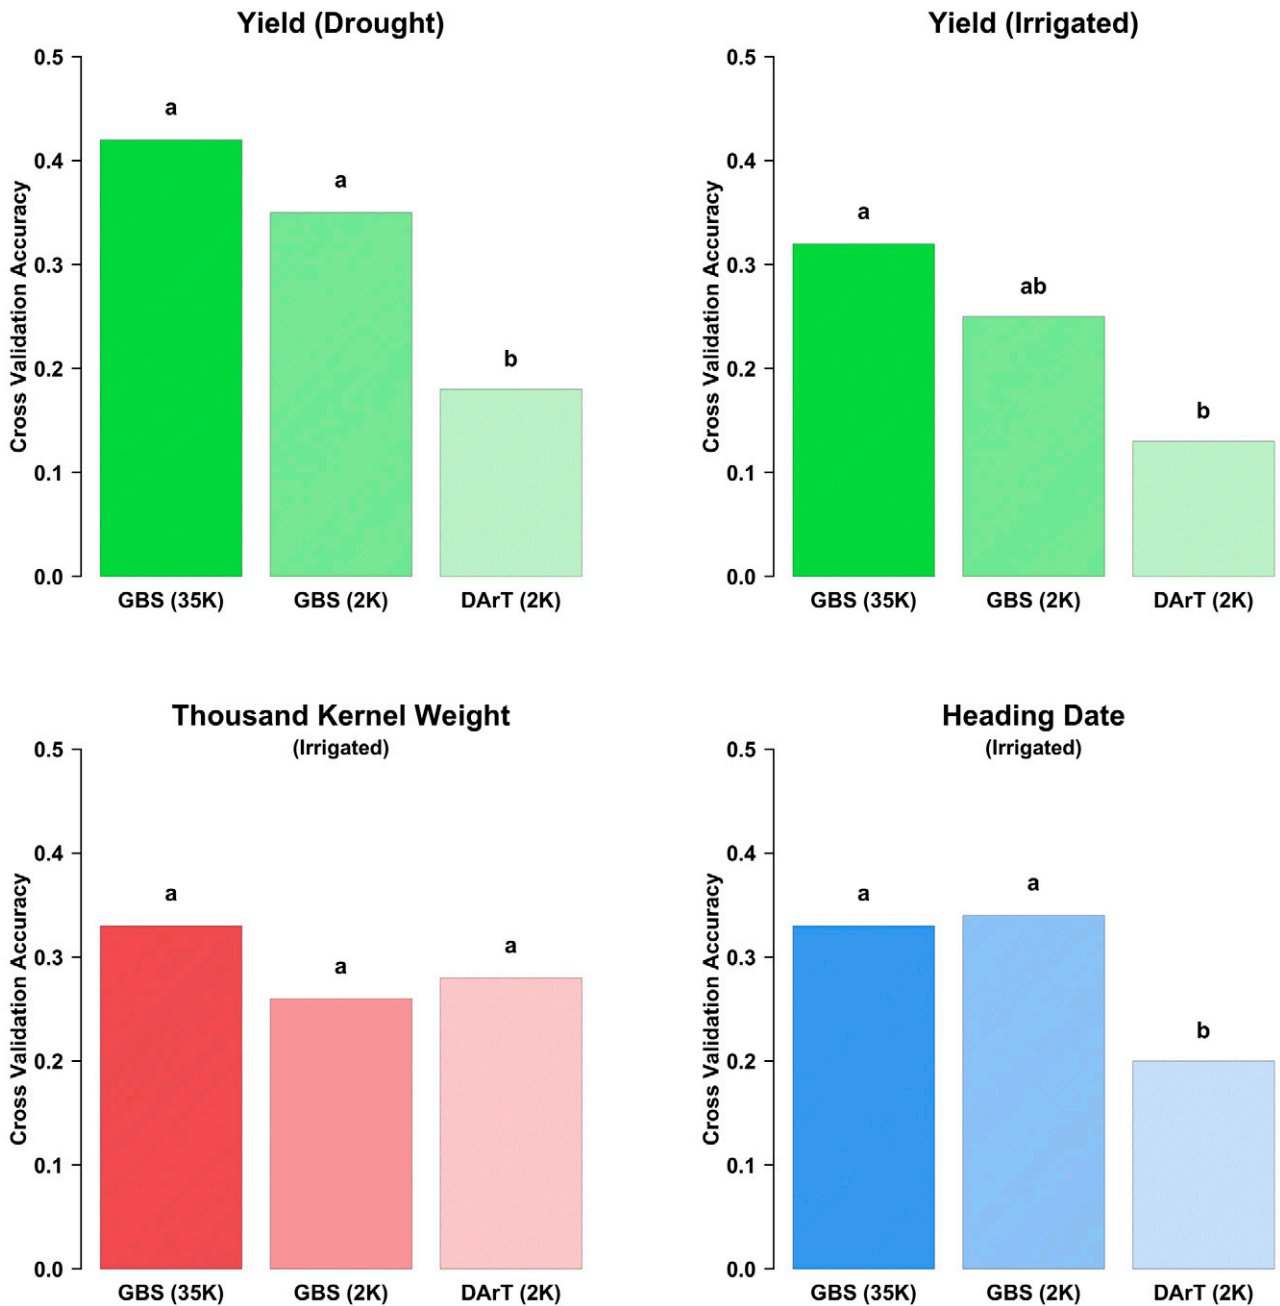 Yield (Drought)
Cross Validation Accuracy
0.5
0.4
0.3
0.2
0.1
0.0
a
a
b
GBS (35K) GBS (2K) DArT (2K)
Yield (Irrigated)
Cross Validation Accuracy
0.5
0.4
0.3
0.2
0.1
0.0
a
ab
b
GBS (35K) GBS (2K) DArT (2K)
Thousand Kernel Weight
(Irrigated)
Cross Validation Accuracy
0.5
0.4
0.3
0.2
0.1
0.0
a
a
a
GBS (35K) GBS (2K) DArT (2K)
Heading Date
(Irrigated)
Cross Validation Accuracy
0.5
0.4
0.3
0.2
0.1
0.0
a
a
b
GBS (35K) GBS (2K) DArT (2K)